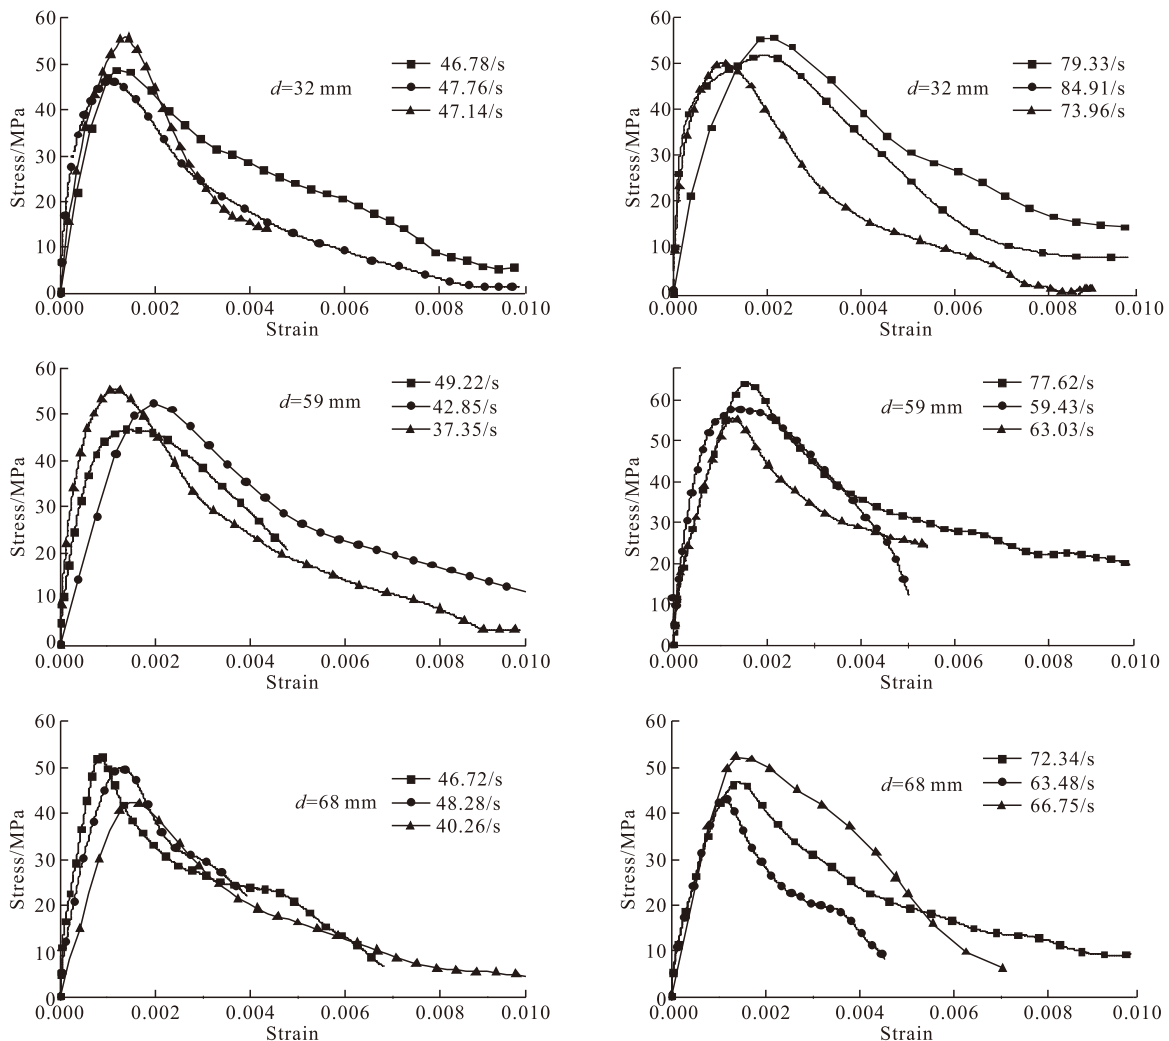 60
50
40
30
20
10
0
Stress/MPa
d=32 mm
46.78/s
47.76/s
47.14/s
0.000 0.002 0.004 0.006 0.008 0.010
Strain
60
50
40
30
20
10
0
Stress/MPa
d=32 mm
79.33/s
84.91/s
73.96/s
0.000 0.002 0.004 0.006 0.008 0.010
Strain
60
50
40
30
20
10
0
Stress/MPa
d=59 mm
49.22/s
42.85/s
37.35/s
0.000 0.002 0.004 0.006 0.008 0.010
Strain
60
50
40
30
20
10
0
Stress/MPa
d=59 mm
77.62/s
59.43/s
63.03/s
0.000 0.002 0.004 0.006 0.008 0.010
Strain
60
50
40
30
20
10
0
Stress/MPa
d=68 mm
46.72/s
48.28/s
40.26/s
0.000 0.002 0.004 0.006 0.008 0.010
Strain
60
50
40
30
20
10
0
Stress/MPa
d=68 mm
72.34/s
63.48/s
66.75/s
0.000 0.002 0.004 0.006 0.008 0.010
Strain